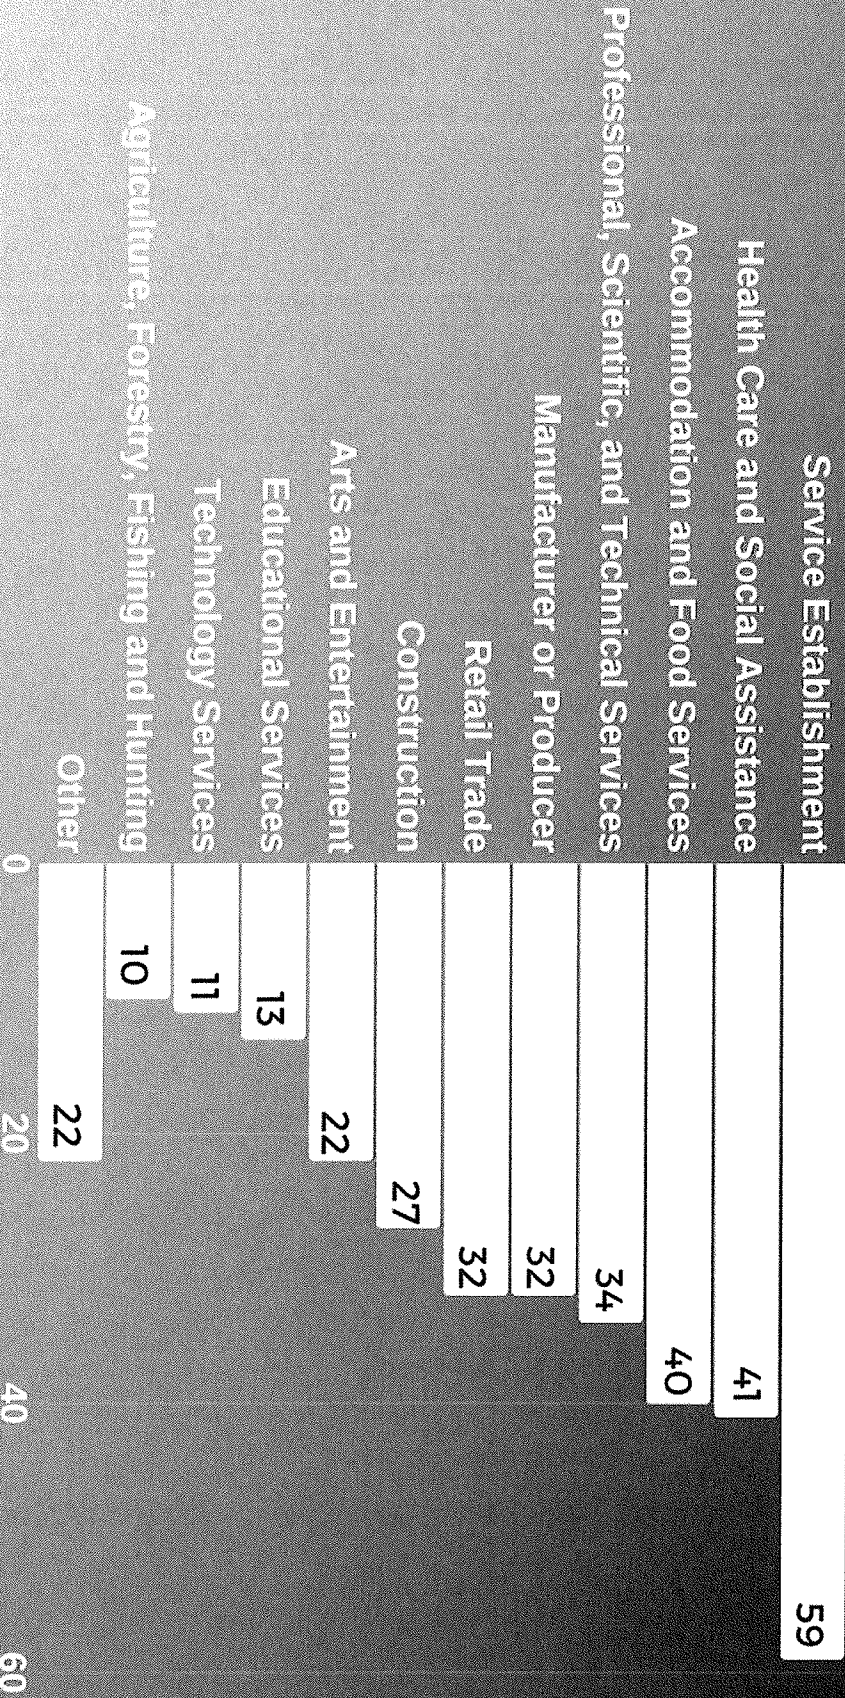 Service Establishment 59
Health Care and Social Assistance 41
Accommodation and Food Services 40
Professional, Scientific, and Technical Services 34
Manufacturer or Producer 32
Retail Trade 32
Construction 27
Arts and Entertainment 22
Educational Services 13
Technology Services 11
Agriculture, Forestry, Fishing and Hunting 10
Other 22
0 20 40 60